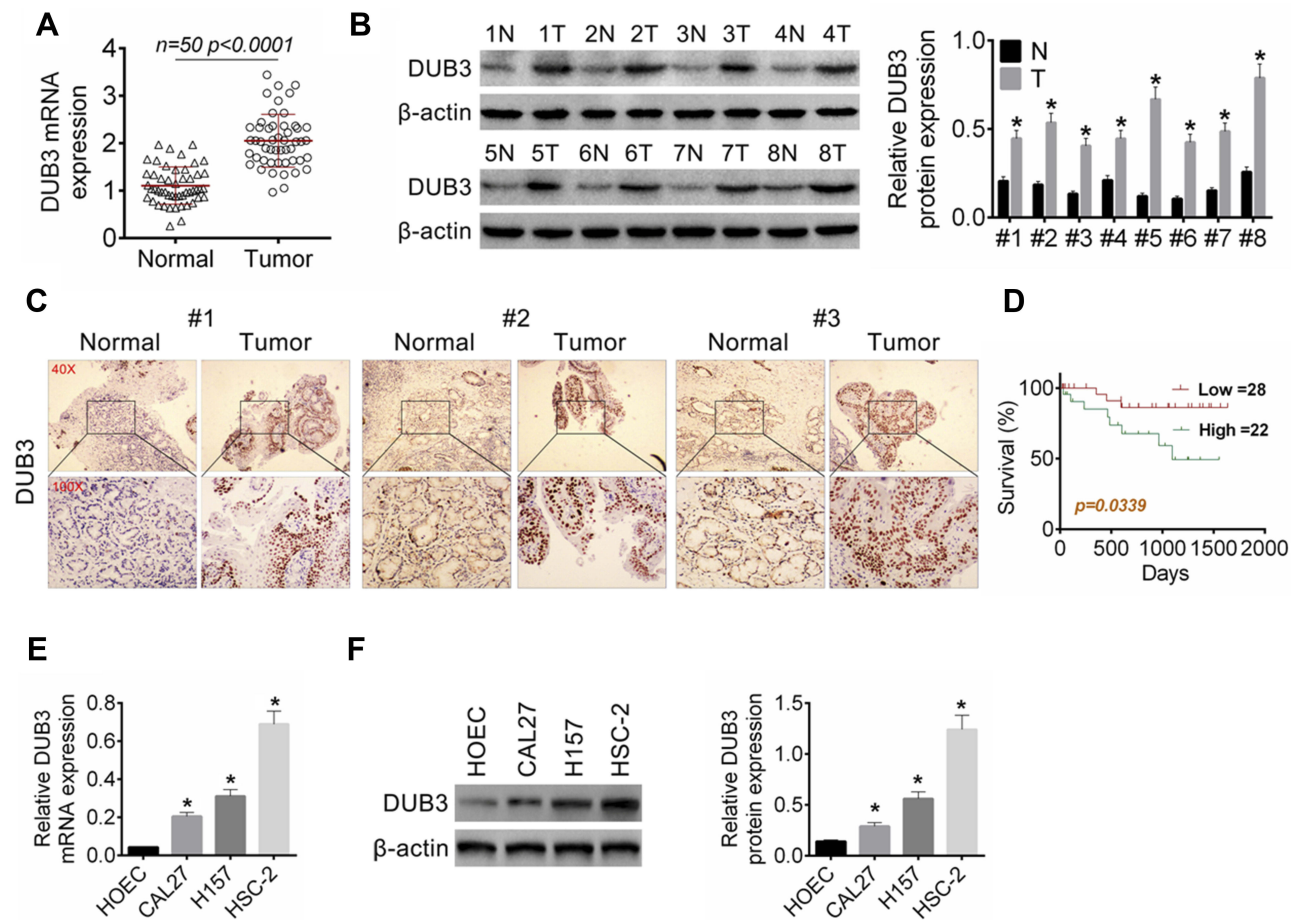 A
n=50 p<0.0001
DUB3 mRNA
expression
4
3
2
1
0
Normal Tumor
B
1N 1T 2N 2T 3N 3T 4N 4T
DUB3
β-actin
5N 5T 6N 6T 7N 7T 8N 8T
DUB3
β-actin
Relative DUB3
protein expression
1.0
0.5
0.0
N
T
* * * * * * * *
#1 #2 #3 #4 #5 #6 #7 #8
C
#1 #2 #3
Normal Tumor Normal Tumor Normal Tumor
DUB3
40X
100X
D
Survival (%)
100
50
0
Low =28
High =22
p=0.0339
0 500 1000 1500 2000
Days
E
Relative DUB3
mRNA expression
0.8
0.6
0.4
0.2
0.0
* * *
HOEC CAL27 H157 HSC-2
F
HOEC CAL27 H157 HSC-2
DUB3
β-actin
Relative DUB3
protein expression
1.5
1.0
0.5
0.0
* * *
HOEC CAL27 H157 HSC-2